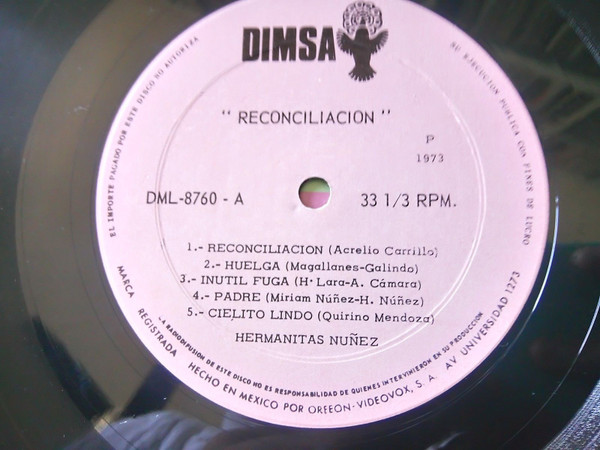 DIMSA
" RECONCILIACION "
P
1973
DML-8760 - A
33 1/3 RPM.
1.- RECONCILIACION (Acrelio Carrillo)
2.- HUELGA (Magallanes-Galindo)
3.- INUTIL FUGA (H. Lara-A. Cámara)
4.- PADRE (Miriam Núñez-H. Núñez)
5.- CIELITO LINDO (Quirino Mendoza)
HERMANITAS NUÑEZ
EL IMPORTE PAGADO POR ESTE DISCO NO AUTORIZA
SU EJECUCION PUBLICA CON FINES DE LUCRO
LA RADIODIFUSION DE ESTE DISCO NO ES RESPONSABILIDAD DE QUIENES INTERVINIERON EN SU PRODUCCION
MARCA REGISTRADA HECHO EN MEXICO POR ORFEON-VIDEOVOX, S. A. AV UNIVERSIDAD 1273